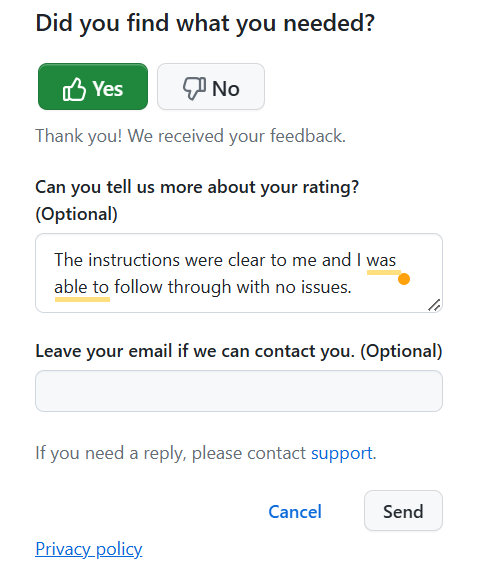 Did you find what you needed?
Yes No
Thank you! We received your feedback.
Can you tell us more about your rating?
(Optional)
The instructions were clear to me and I was
able to follow through with no issues.
Leave your email if we can contact you. (Optional)
If you need a reply, please contact support.
Cancel Send
Privacy policy